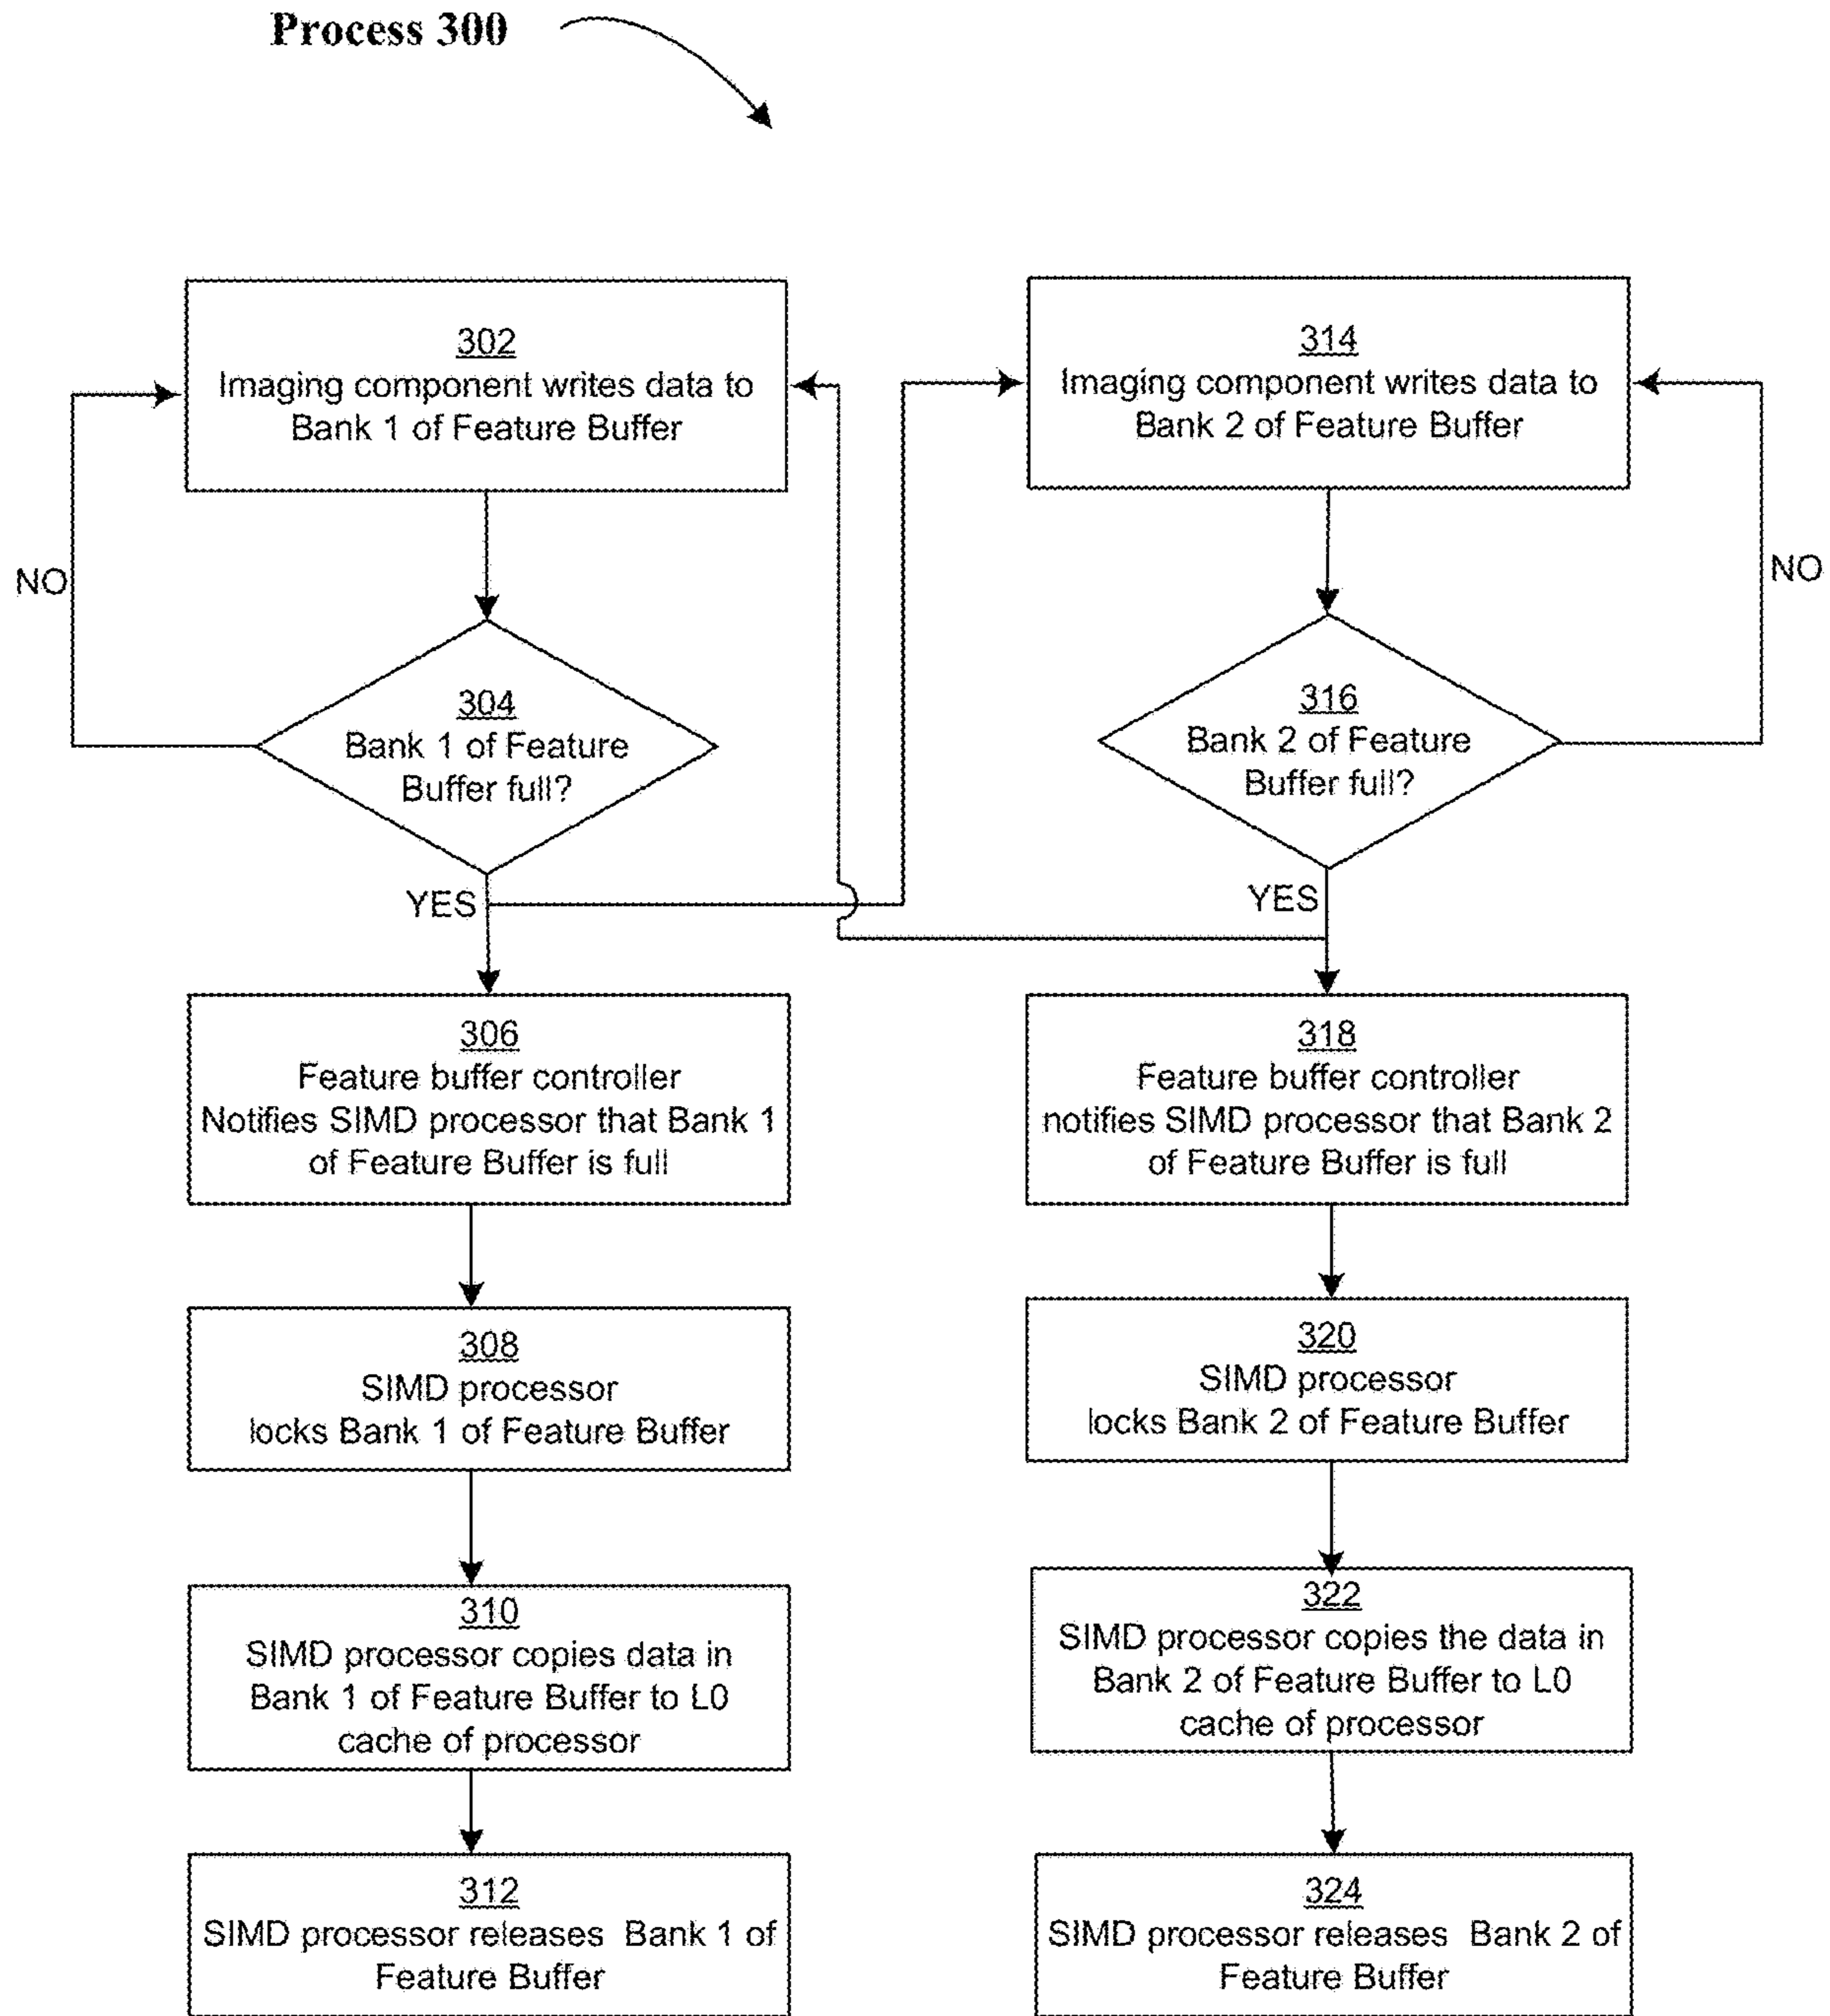 Process 300
302
Imaging component writes data to
Bank 1 of Feature Buffer
314
Imaging component writes data to
Bank 2 of Feature Buffer
NO
NO
304
Bank 1 of Feature
Buffer full?
316
Bank 2 of Feature
Buffer full?
YES
YES
306
Feature buffer controller
Notifies SIMD processor that Bank 1
of Feature Buffer is full
318
Feature buffer controller
notifies SIMD processor that Bank 2
of Feature Buffer is full
308
SIMD processor
locks Bank 1 of Feature Buffer
320
SIMD processor
locks Bank 2 of Feature Buffer
310
SIMD processor copies data in
Bank 1 of Feature Buffer to L0
cache of processor
322
SIMD processor copies the data in
Bank 2 of Feature Buffer to L0
cache of processor
312
SIMD processor releases Bank 1 of
Feature Buffer
324
SIMD processor releases Bank 2 of
Feature Buffer